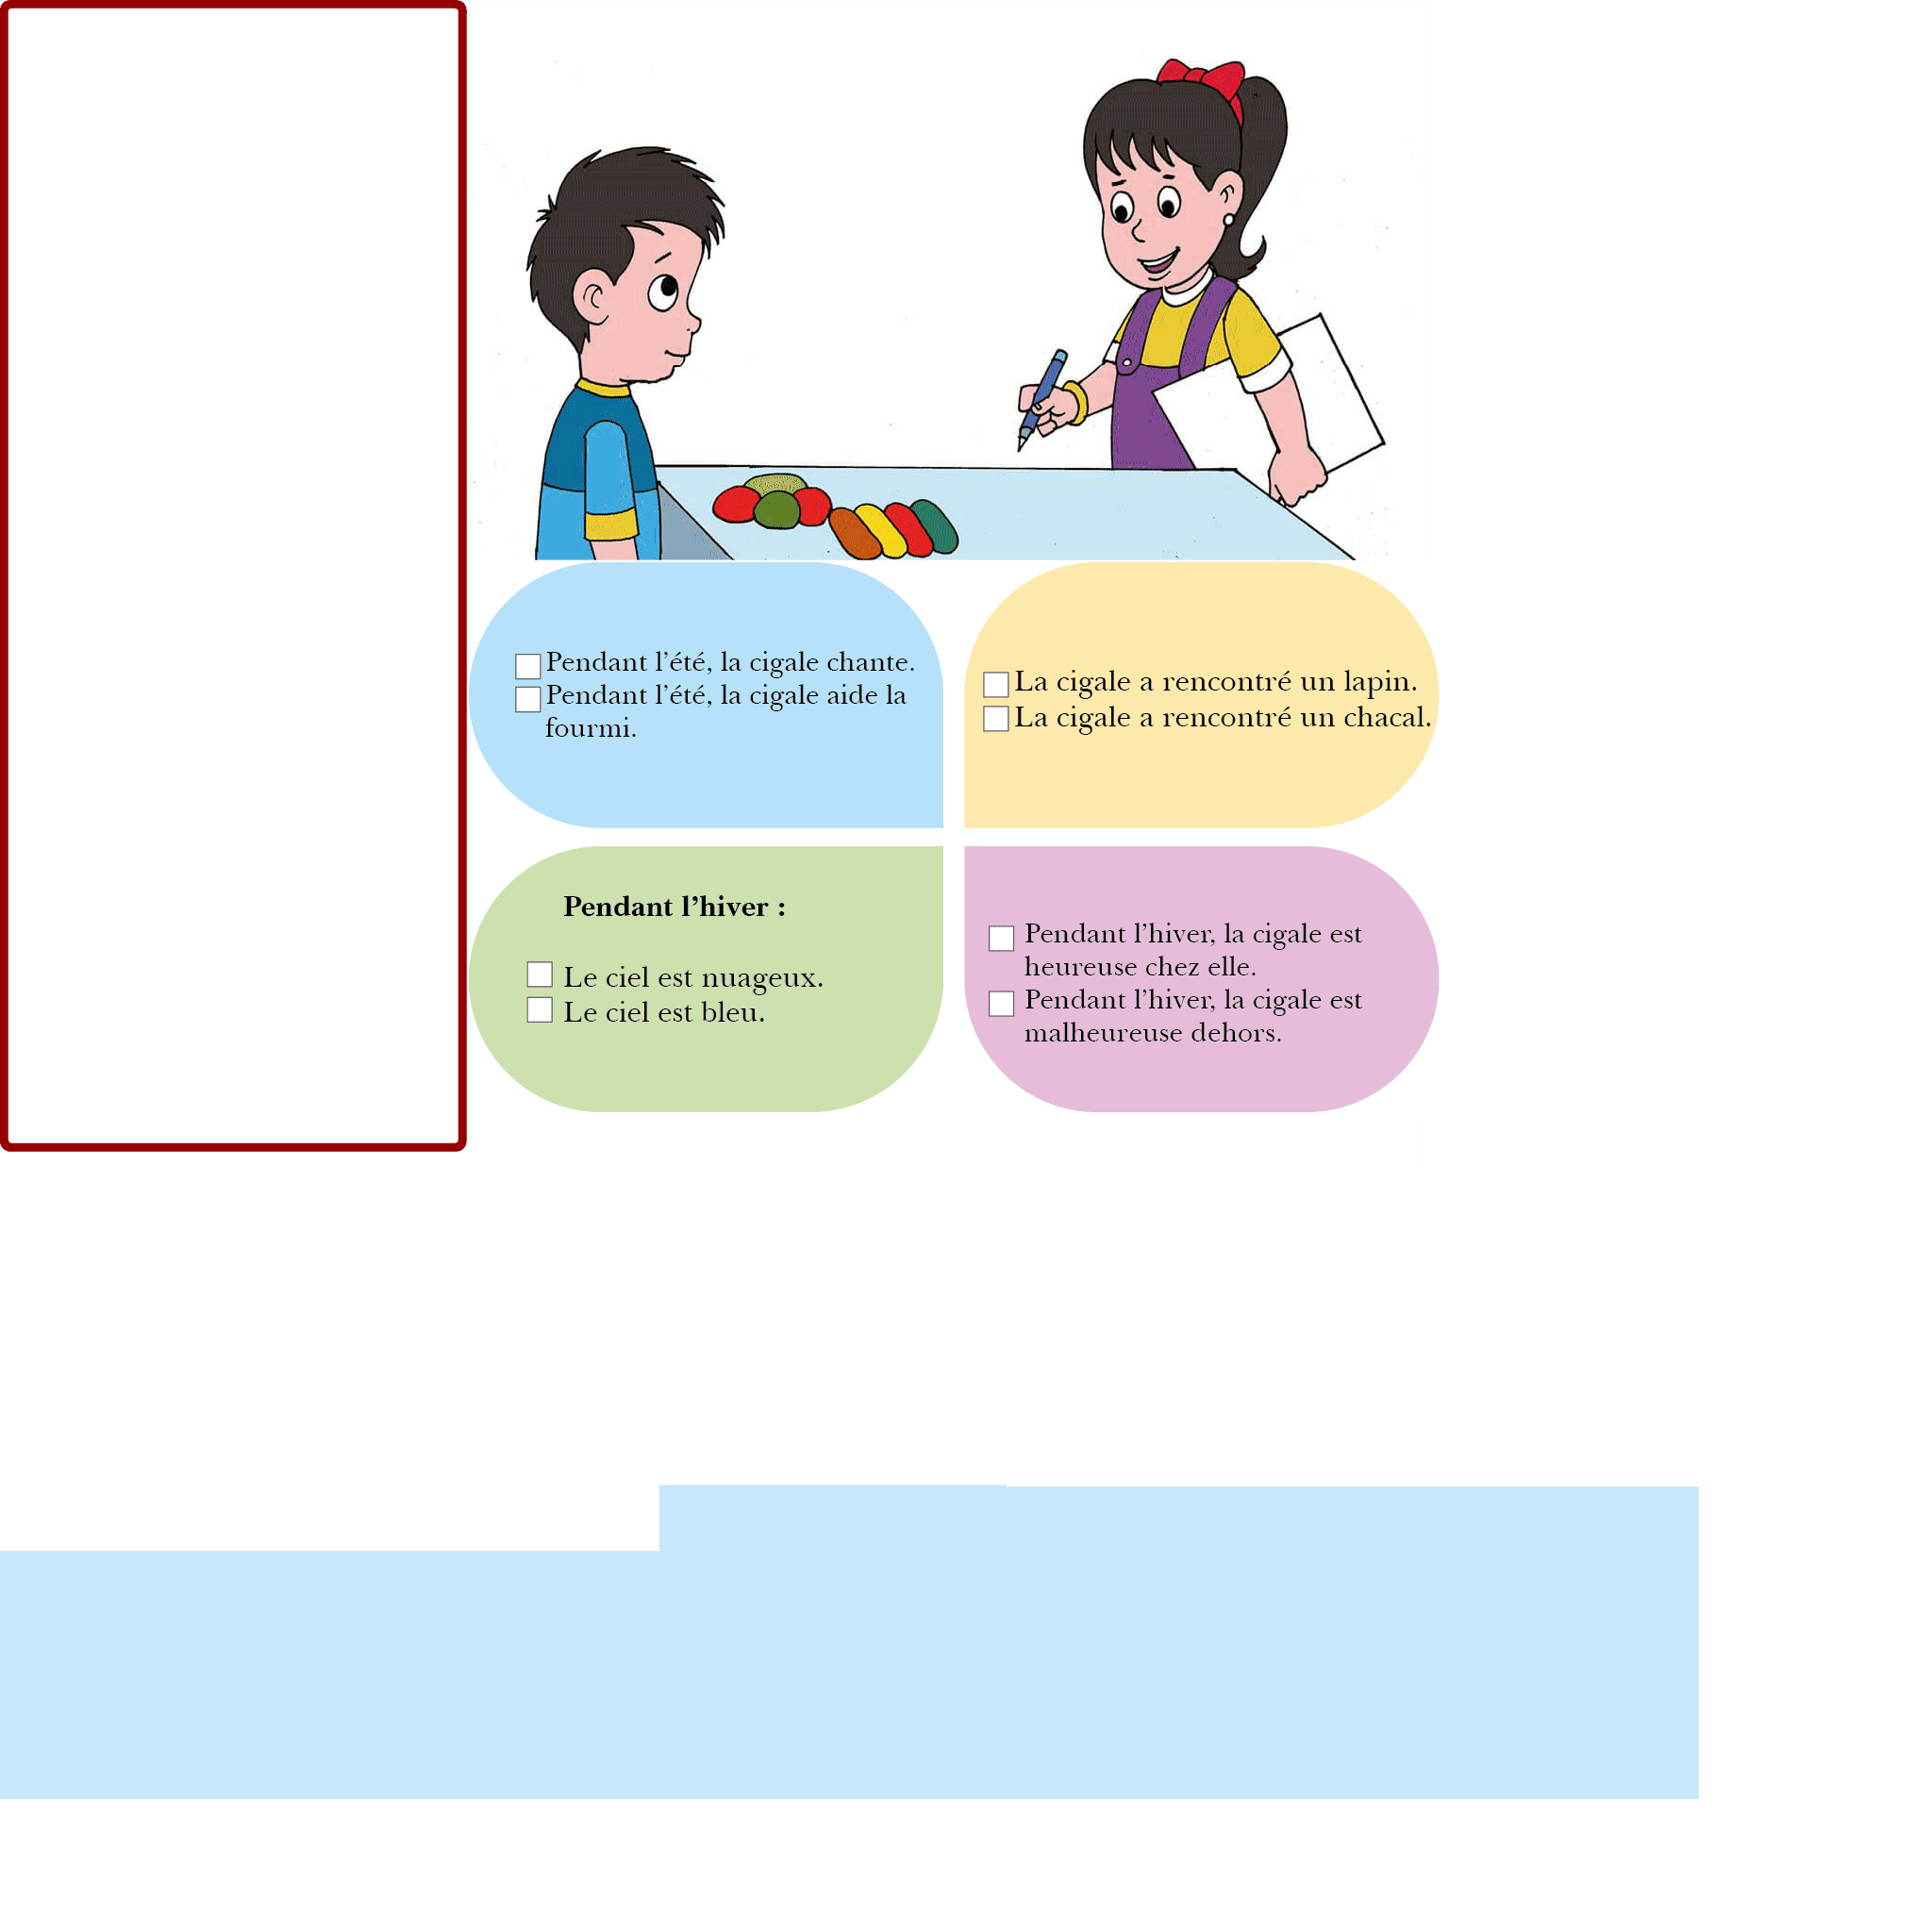 Pendant l’été, la cigale chante.
Pendant l’été, la cigale aide la
fourmi.
La cigale a rencontré un lapin.
La cigale a rencontré un chacal.
Pendant l’hiver :
Le ciel est nuageux.
Le ciel est bleu.
Pendant l’hiver, la cigale est
heureuse chez elle.
Pendant l’hiver, la cigale est
malheureuse dehors.